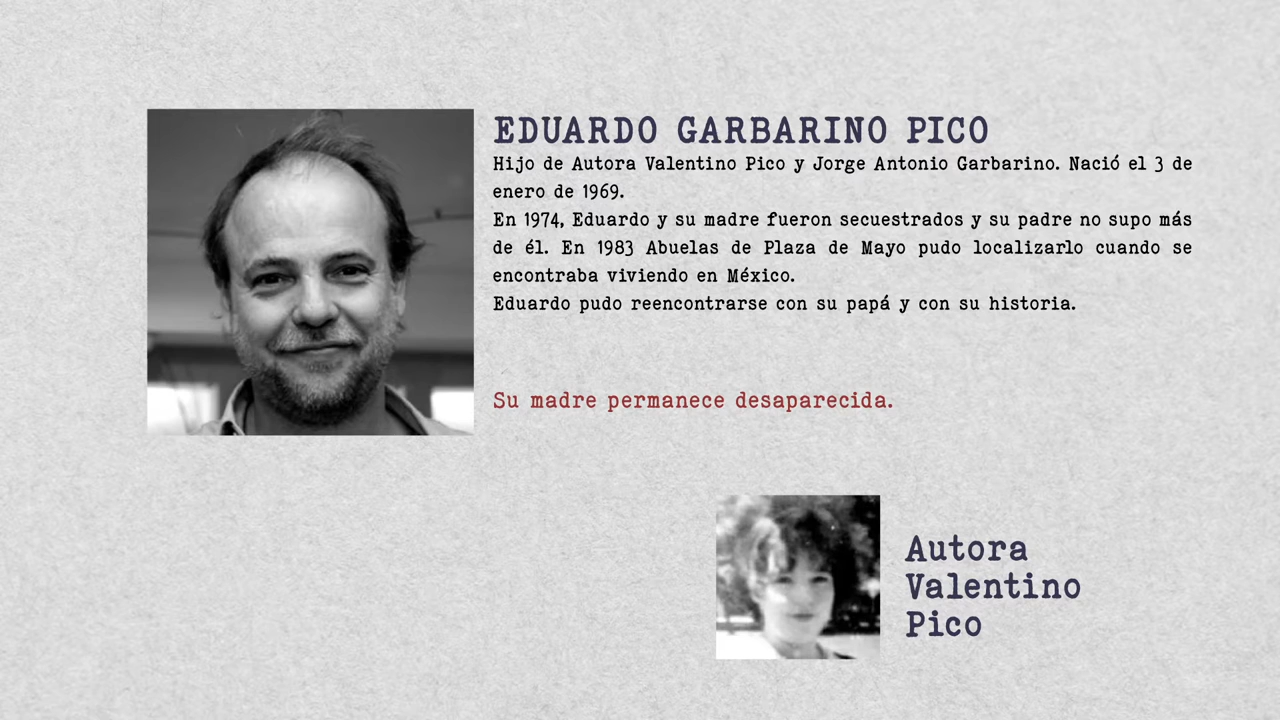 EDUARDO GARBARINO PICO
Hijo de Autora Valentino Pico y Jorge Antonio Garbarino. Nació el 3 de
enero de 1969.
En 1974, Eduardo y su madre fueron secuestrados y su padre no supo más
de él. En 1983 Abuelas de Plaza de Mayo pudo localizarlo cuando se
encontraba viviendo en México.
Eduardo pudo reencontrarse con su papá y con su historia.
Su madre permanece desaparecida.
Autora
Valentino
Pico